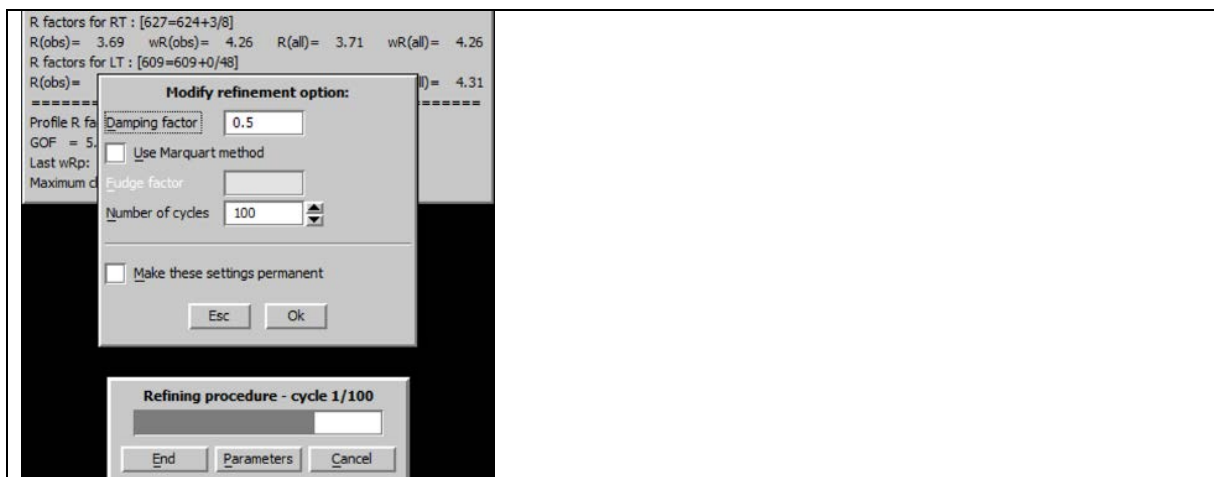 R factors for RT : [627=624+3/8]
R(obs)= 3.69 wR(obs)= 4.26 R(all)= 3.71 wR(all)= 4.26
R factors for LT : [609=609+0/48]
R(obs)= ll)= 4.31
Profile R fa
GOF = 5.
Last wRp:
Maximum cl
Modify refinement option:
Damping factor 0.5
Use Marquart method
Fudge factor
Number of cycles 100
Make these settings permanent
Esc Ok
Refining procedure - cycle 1/100
End Parameters Cancel